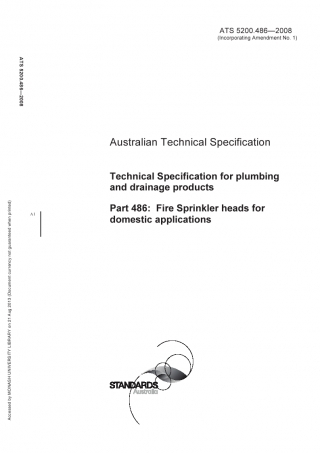 ATS 5200.486—2008
(Incorporating Amendment No. 1)
ATS 5200.486—2008
Australian Technical Specification
Technical Specification for plumbing
and drainage products
A1
Part 486: Fire Sprinkler heads for
domestic applications
Accessed by MONASH UNIVERSITY LIBRARY on 21 Aug 2013 (Document currency not guaranteed when printed)
STANDARDS
Australia